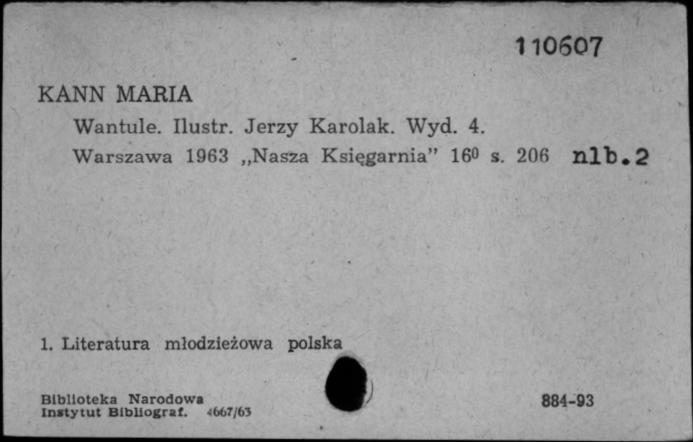 110607
KANN MARIA
Wantule. Ilustr. Jerzy Karolak. Wyd. 4.
Warszawa 1963 „Nasza Księgarnia” 16⁰ s. 206 nlb.2
1. Literatura młodzieżowa polska
Biblioteka Narodowa
Instytut Bibliograf. 4667/63
884-93